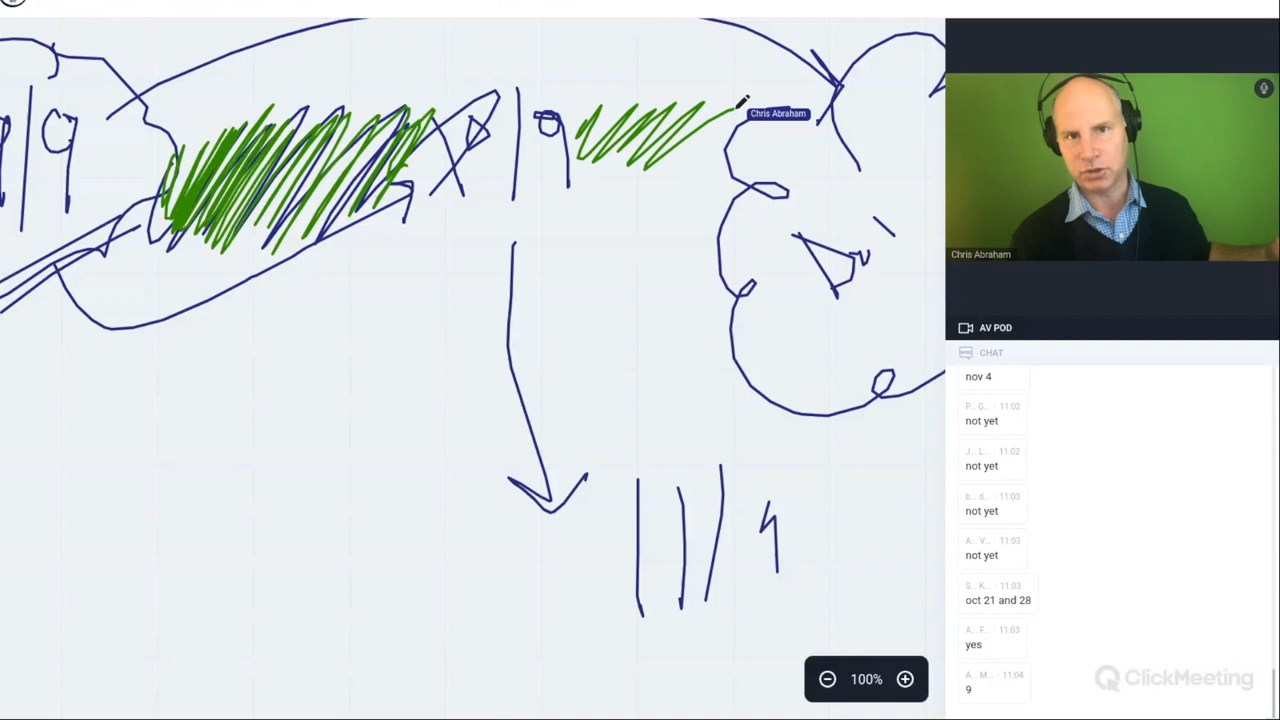 19
19
Chris Abraham
Chris Abraham
AV POD
CHAT
nov 4
P... G... 11:02
not yet
J... L... 11:02
not yet
b... d... 11:03
not yet
A... V... 11:03
not yet
S... K... 11:03
oct 21 and 28
A... F... 11:03
yes
A... M... 11:04
9
100%
ClickMeeting